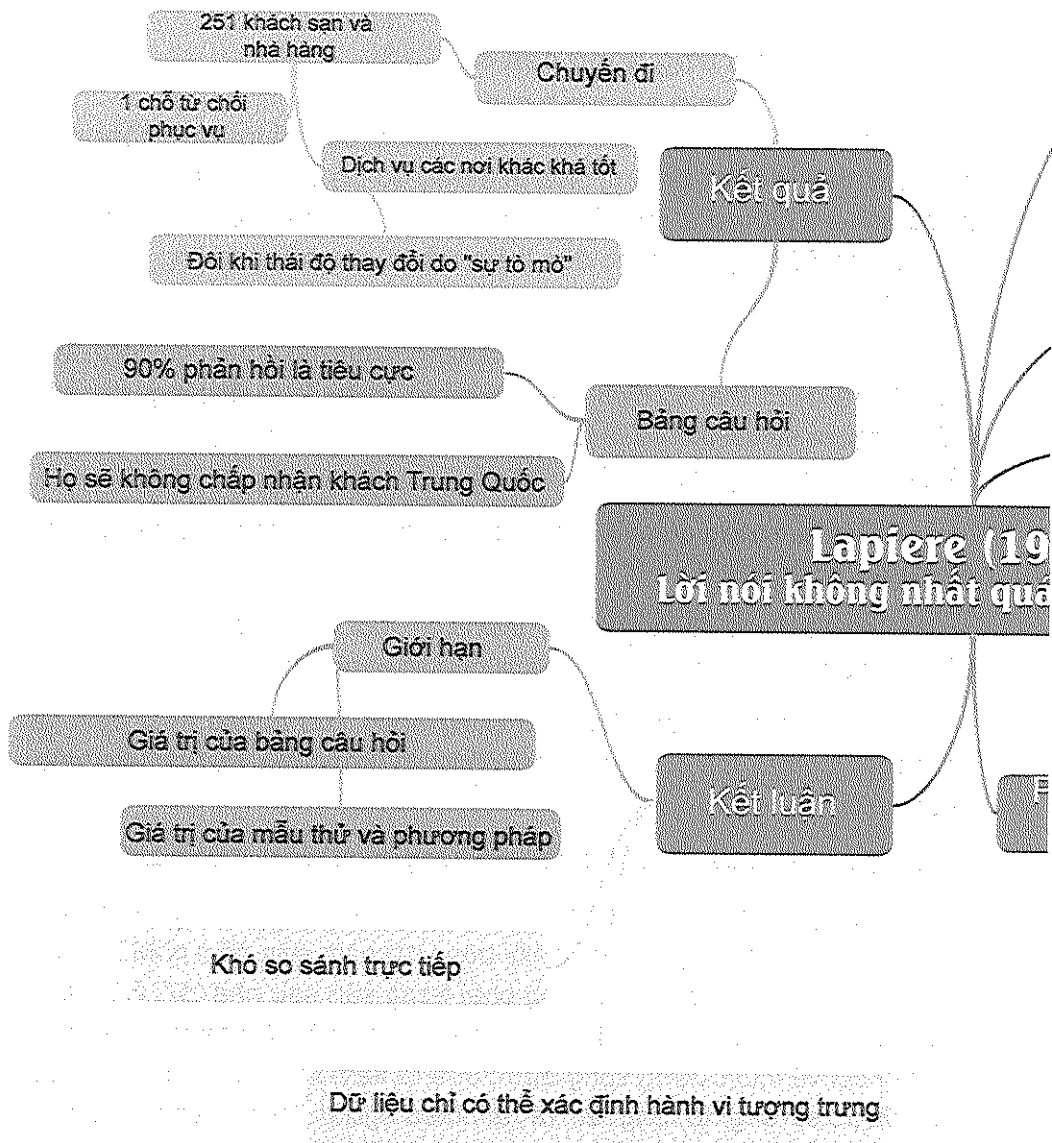 251 khách sạn và
nhà hàng
Chuyến đi
1 chỗ từ chối
phục vụ
Dịch vụ các nơi khác khá tốt
Kết quả
Đôi khi thái độ thay đổi do "sự tò mò"
90% phản hồi là tiêu cực
Bảng câu hỏi
Họ sẽ không chấp nhận khách Trung Quốc
Lapiere (19
Lời nói không nhất quá
Giới hạn
Giá trị của bảng câu hỏi
Kết luận
Giá trị của mẫu thử và phương pháp
Khó so sánh trực tiếp
Dữ liệu chỉ có thể xác định hành vi tượng trưng